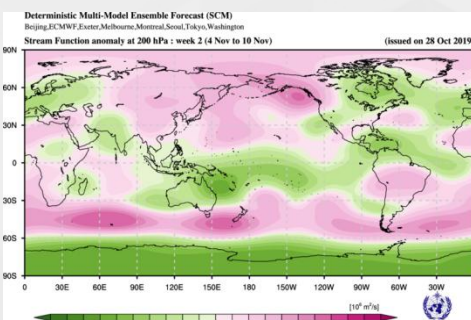 Deterministic Multi-Model Ensemble Forecast (SCM)
Beijing,ECMWF,Exeter,Melbourne,Montreal,Seoul,Tokyo,Washington
Stream Function anomaly at 200 hPa : week 2 (4 Nov to 10 Nov) (issued on 28 Oct 2019)
90N
60N
30N
0
30S
60S
90S
0 30E 60E 90E 120E 150E 180 150W 120W 90W 60W 30W
[10⁶ m²/s]